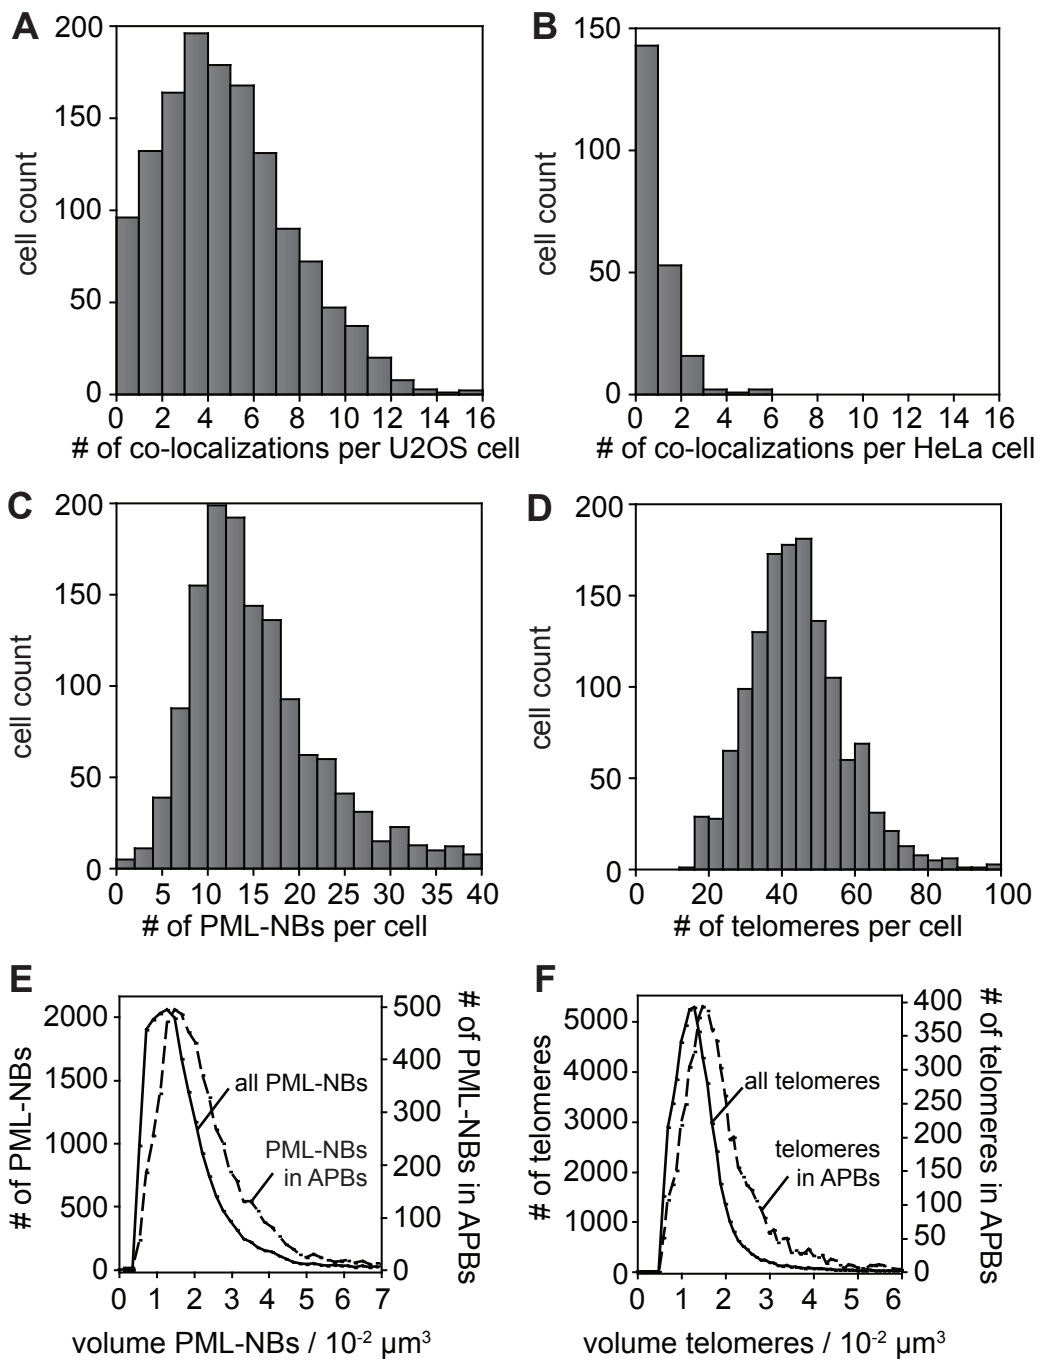 A
200
150
100
50
0
cell count
0 2 4 6 8 10 12 14 16
# of co-localizations per U2OS cell
B
150
100
50
0
cell count
0 2 4 6 8 10 12 14 16
# of co-localizations per HeLa cell
C
200
150
100
50
0
cell count
0 5 10 15 20 25 30 35 40
# of PML-NBs per cell
D
200
150
100
50
0
cell count
0 20 40 60 80 100
# of telomeres per cell
E
2000
1500
1000
500
0
# of PML-NBs
all PML-NBs
PML-NBs
in APBs
500
400
300
200
100
0
# of PML-NBs in APBs
0 1 2 3 4 5 6 7
volume PML-NBs / 10⁻² µm³
F
5000
4000
3000
2000
1000
0
# of telomeres
all telomeres
telomeres
in APBs
400
350
300
250
200
150
100
50
0
# of telomeres in APBs
0 1 2 3 4 5 6
volume telomeres / 10⁻² µm³